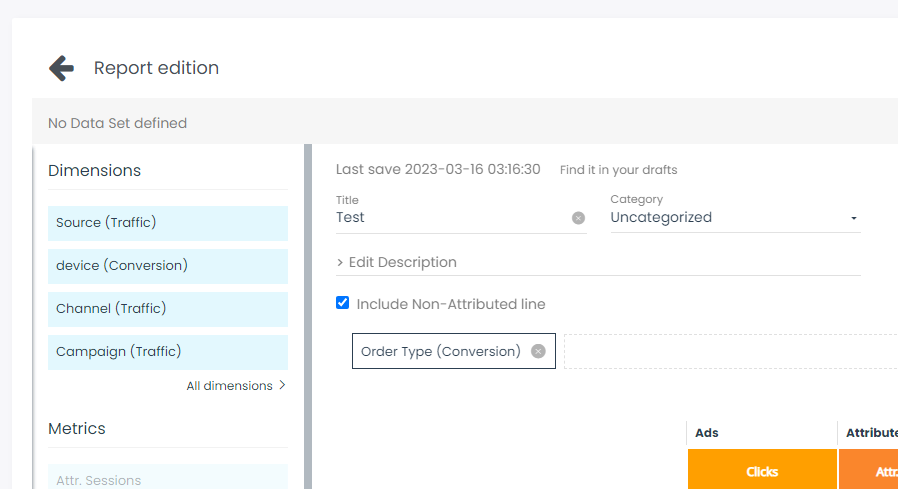 Report edition
No Data Set defined
Dimensions
Source (Traffic)
device (Conversion)
Channel (Traffic)
Campaign (Traffic)
All dimensions >
Metrics
Attr. Sessions
Last save 2023-03-16 03:16:30 Find it in your drafts
Title
Test
Category
Uncategorized
> Edit Description
Include Non-Attributed line
Order Type (Conversion)
Ads
Clicks
Attribute
Attr.